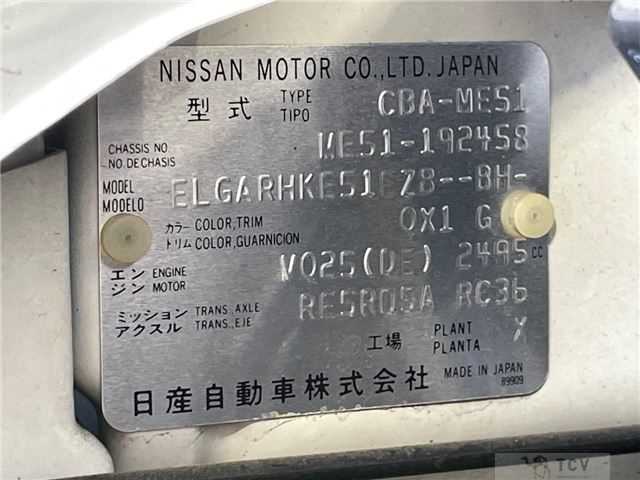 NISSAN MOTOR CO.,LTD. JAPAN
型式 TYPE TIPO CBA-ME51
CHASSIS NO. NO. DE CHASIS ME51-192458
MODEL MODELO ELGARHKE51EZB--BH-
カラー COLOR,TRIM トリム COLOR,GUARNICION QX1 G
エンジン ENGINE MOTOR VQ25(DE) 2495 CC
ミッション TRANS.,AXLE アクスル TRANS.,EJE RE5R05A RC36
工場 PLANT PLANTA X
日産自動車株式会社 MADE IN JAPAN
89909
TCV